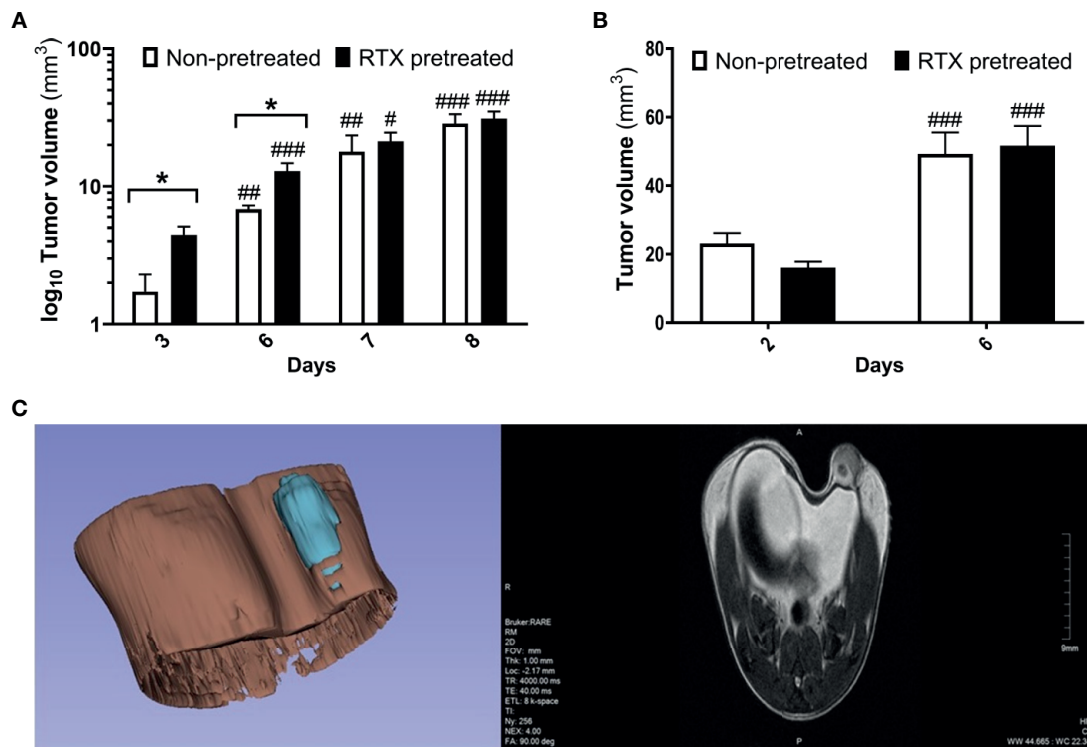 A
log10 Tumor volume (mm3)
100
10
1
Non-pretreated
RTX pretreated
*
*
##
###
##
#
###
###
3
6
7
8
Days
B
Tumor volume (mm3)
80
60
40
20
0
Non-pretreated
RTX pretreated
###
###
2
6
Days
C
A
R
Bruker:RARE
RM
2D
FOV: mm
Thk: 1.00 mm
Loc: -2.17 mm
TR: 4000.00 ms
TE: 40.00 ms
ETL: 8 k-space
TI:
Ny: 256
NEX: 4.00
FA: 90.00 deg
9mm
P
WW 44.665 : WC 22.3